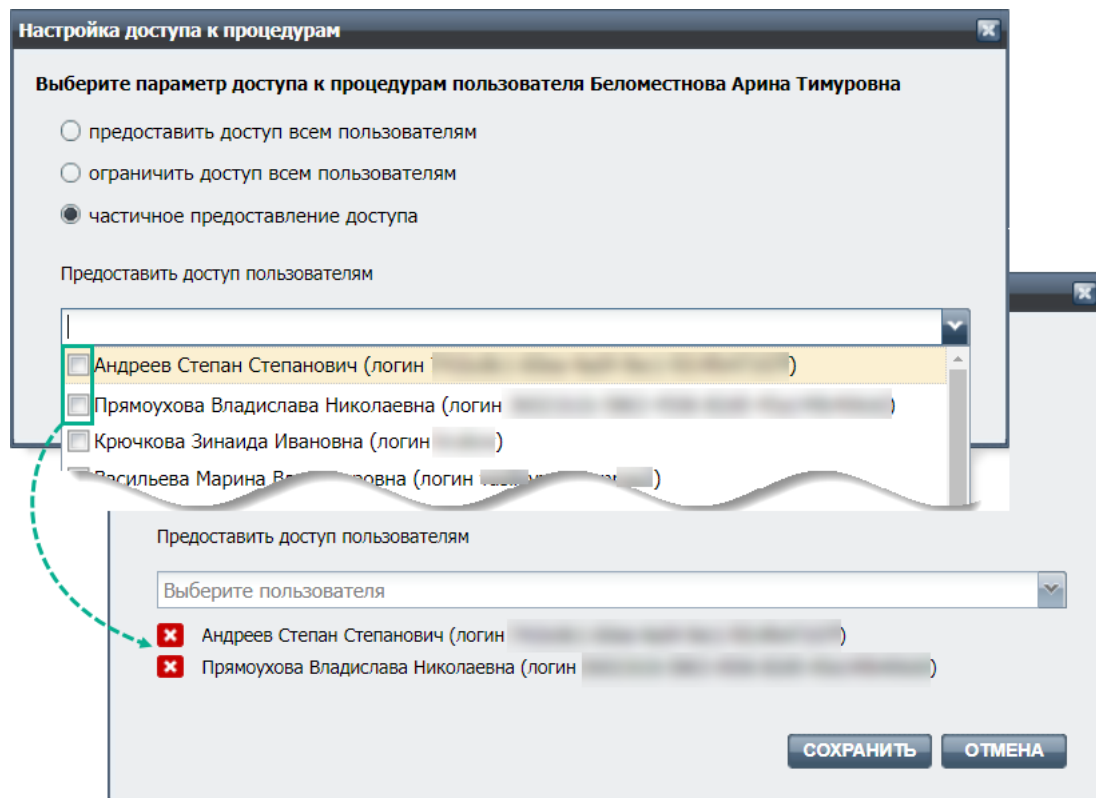 Настройка доступа к процедурам
Выберите параметр доступа к процедурам пользователя Беломестнова Арина Тимуровна
предоставить доступ всем пользователям
ограничить доступ всем пользователям
частичное предоставление доступа
Предоставить доступ пользователям
Андреев Степан Степанович (логин )
Прямоухова Владислава Николаевна (логин )
Крючкова Зинаида Ивановна (логин )
Васильева Марина (логин )
Предоставить доступ пользователям
Выберите пользователя
Андреев Степан Степанович (логин )
Прямоухова Владислава Николаевна (логин )
СОХРАНИТЬ ОТМЕНА